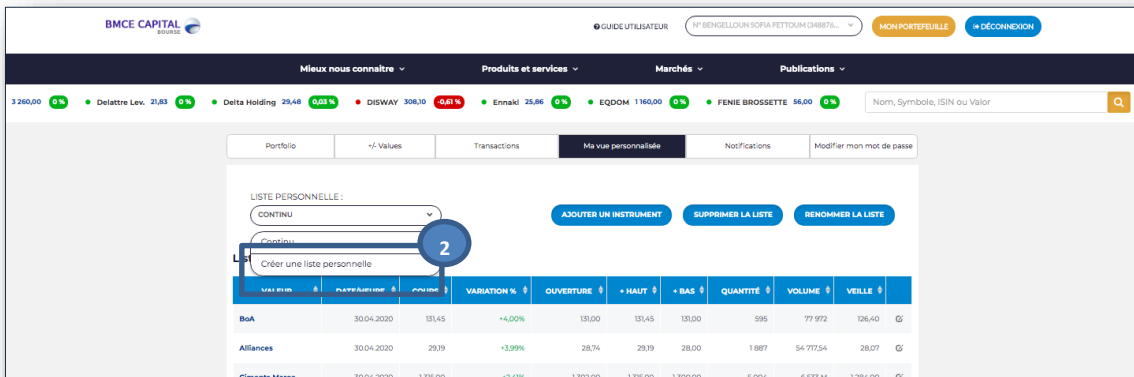 BMCE CAPITAL
BOURSE
GUIDE UTILISATEUR
N° BENGELLOUN SOFIA FETTOUM (348876...
MON PORTEFEUILLE
DÉCONNEXION
Mieux nous connaitre
Produits et services
Marchés
Publications
3 260,00 0 % Delattre Lev. 21,83 0 % Delta Holding 29,48 0,03 % DISWAY 308,10 -0,61 % Ennakl 25,86 0 % EQDOM 1 160,00 0 % FENIE BROSSETTE 56,00 0 %
Nom, Symbole, ISIN ou Valor
Portfolio
+/- Values
Transactions
Ma vue personnalisée
Notifications
Modifier mon mot de passe
LISTE PERSONNELLE :
CONTINU
AJOUTER UN INSTRUMENT
SUPPRIMER LA LISTE
RENOMMER LA LISTE
Continu
2
Créer une liste personnelle
VALEUR DATE/HEURE COURS VARIATION % OUVERTURE + HAUT + BAS QUANTITÉ VOLUME VEILLE
BoA 30.04.2020 131,45 +4,00% 131,00 131,45 131,00 595 77 972 126,40
Alliances 30.04.2020 29,19 +3,99% 28,74 29,19 28,00 1 887 54 717,54 28,07